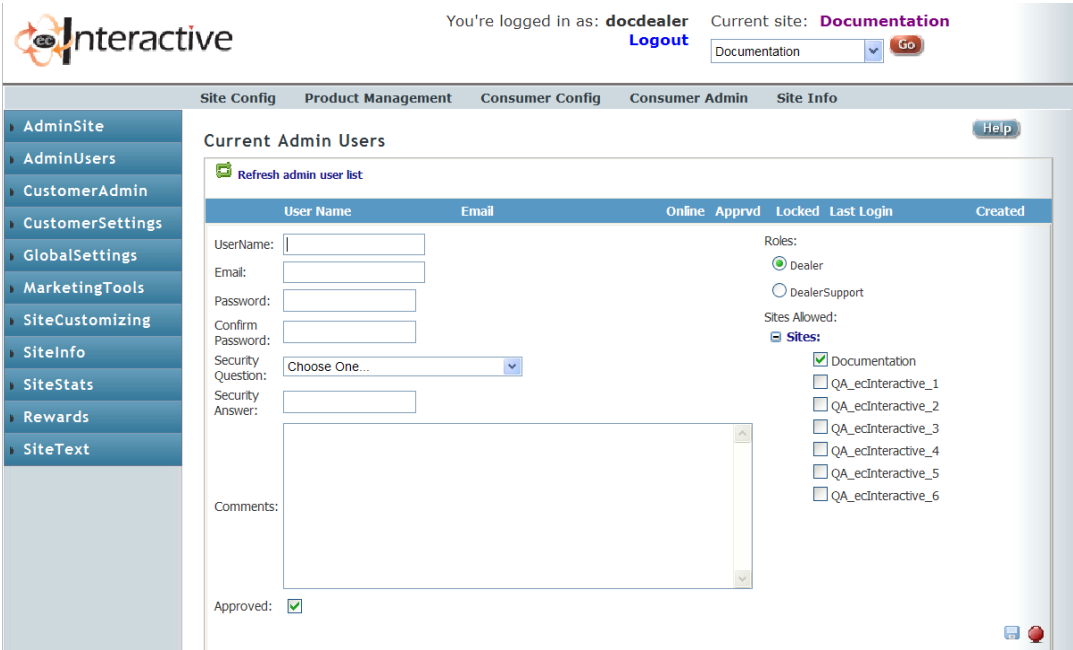 ec Interactive
You're logged in as: docdealer
Logout
Current site: Documentation
Documentation
Go
Site Config Product Management Consumer Config Consumer Admin Site Info
AdminSite
AdminUsers
CustomerAdmin
CustomerSettings
GlobalSettings
MarketingTools
SiteCustomizing
SiteInfo
SiteStats
Rewards
SiteText
Help
Current Admin Users
Refresh admin user list
User Name Email Online Apprvd Locked Last Login Created
UserName:
Email:
Password:
Confirm
Password:
Security
Question:
Choose One...
Security
Answer:
Comments:
Approved:
Roles:
Dealer
DealerSupport
Sites Allowed:
Sites:
Documentation
QA_ecInteractive_1
QA_ecInteractive_2
QA_ecInteractive_3
QA_ecInteractive_4
QA_ecInteractive_5
QA_ecInteractive_6